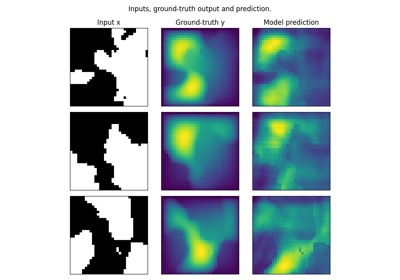 Inputs, ground-truth output and prediction.
Input x
Ground-truth y
Model prediction